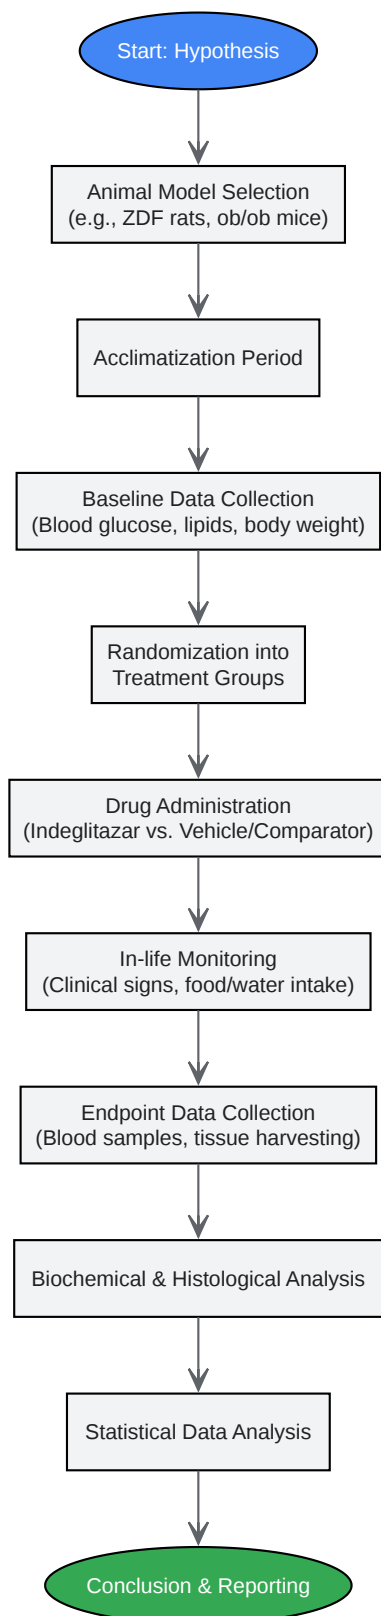 Start: Hypothesis
Animal Model Selection
(e.g., ZDF rats, ob/ob mice)
Acclimatization Period
Baseline Data Collection
(Blood glucose, lipids, body weight)
Randomization into
Treatment Groups
Drug Administration
(Indeglitazar vs. Vehicle/Comparator)
In-life Monitoring
(Clinical signs, food/water intake)
Endpoint Data Collection
(Blood samples, tissue harvesting)
Biochemical & Histological Analysis
Statistical Data Analysis
Conclusion & Reporting